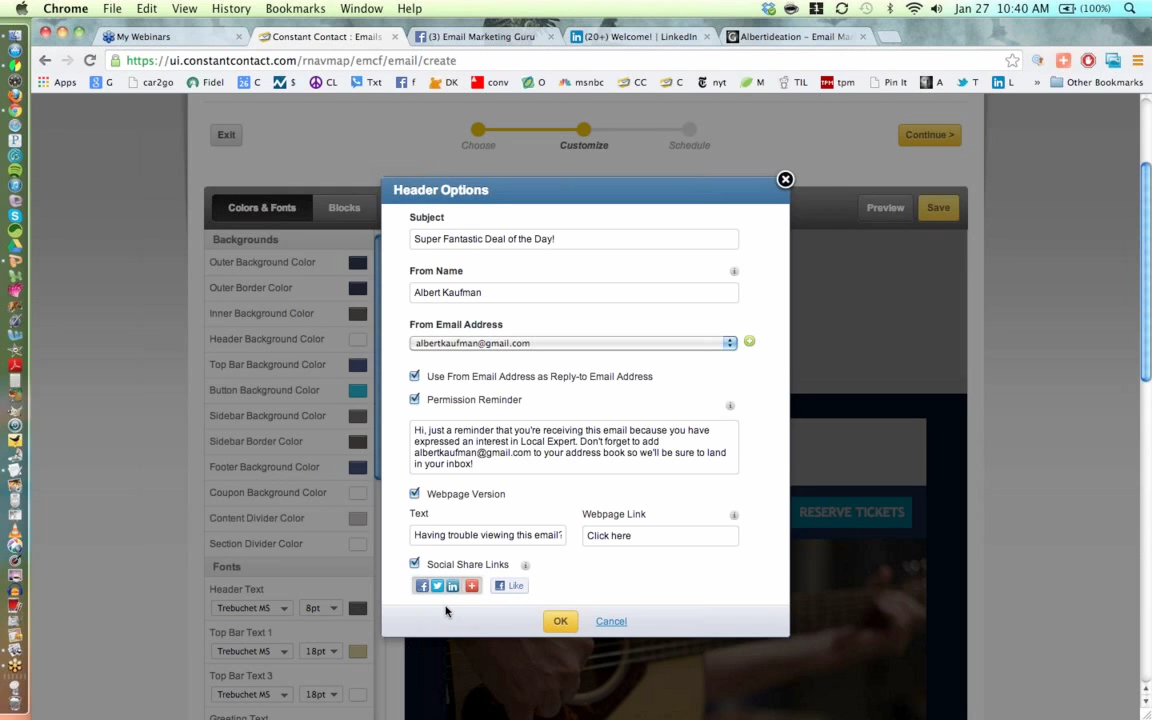 Chrome File Edit View History Bookmarks Window Help Jan 27 10:40 AM (100%)
My Webinars Constant Contact : Emails (3) Email Marketing Guru (20+) Welcome! | LinkedIn Albertideation – Email Ma
https://ui.constantcontact.com/rnavmap/emcf/email/create
Apps G car2go Fidel C $ CL Txt f DK conv O msnbc CC C nyt M TIL tpm Pin It A T L » Other Bookmarks
Exit Choose Customize Schedule Continue >
Header Options
Colors & Fonts Blocks Preview Save
Backgrounds
Outer Background Color
Outer Border Color
Inner Background Color
Header Background Color
Top Bar Background Color
Button Background Color
Sidebar Background Color
Sidebar Border Color
Footer Background Color
Coupon Background Color
Content Divider Color
Section Divider Color
Fonts
Header Text
Trebuchet MS 8pt
Top Bar Text 1
Trebuchet MS 18pt
Top Bar Text 3
Trebuchet MS 18pt
Greeting Text
Subject
Super Fantastic Deal of the Day!
From Name
Albert Kaufman
From Email Address
albertkaufman@gmail.com
Use From Email Address as Reply-to Email Address
Permission Reminder
Hi, just a reminder that you're receiving this email because you have
expressed an interest in Local Expert. Don't forget to add
albertkaufman@gmail.com to your address book so we'll be sure to land
in your inbox!
Webpage Version
Text Webpage Link
Having trouble viewing this email? Click here
Social Share Links
Like
OK Cancel
RESERVE TICKETS